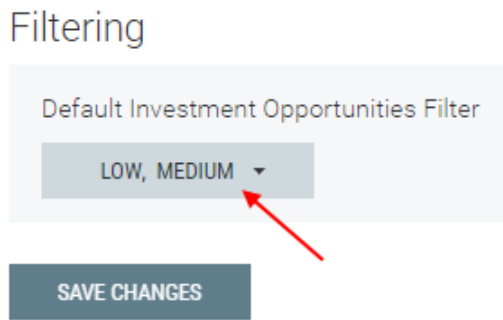 Filtering
Default Investment Opportunities Filter
LOW, MEDIUM
SAVE CHANGES